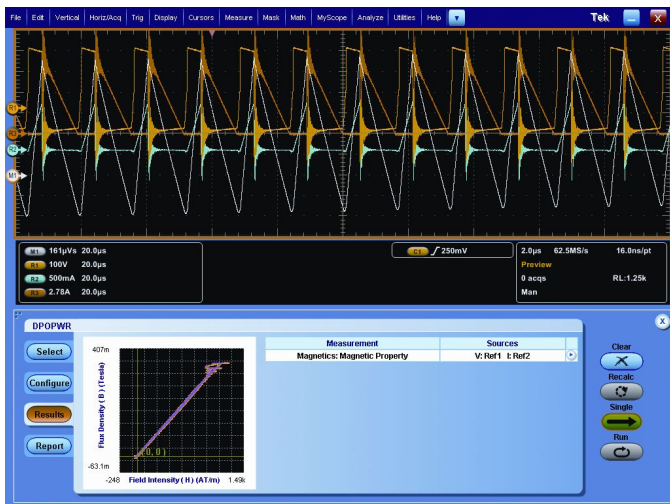 File Edit Vertical Horiz/Acq Trig Display Cursors Measure Mask Math MyScope Analyze Utilities Help Tek X
R1
R3
R2
M1
M1 161µVs 20.0µs
R1 100V 20.0µs
R2 500mA 20.0µs
R3 2.78A 20.0µs
C1 250mV
2.0µs 62.5MS/s 16.0ns/pt
Preview
0 acqs RL:1.25k
Man
DPOPWR
X
Select
Configure
Results
Report
407m
Flux Density ( B ) (Tesla)
-63.1m
( 0, 0 )
-248 Field Intensity ( H ) (AT/m) 1.49k
Measurement Sources
Magnetics: Magnetic Property V: Ref1 I: Ref2
Clear
Recalc
Single
Run